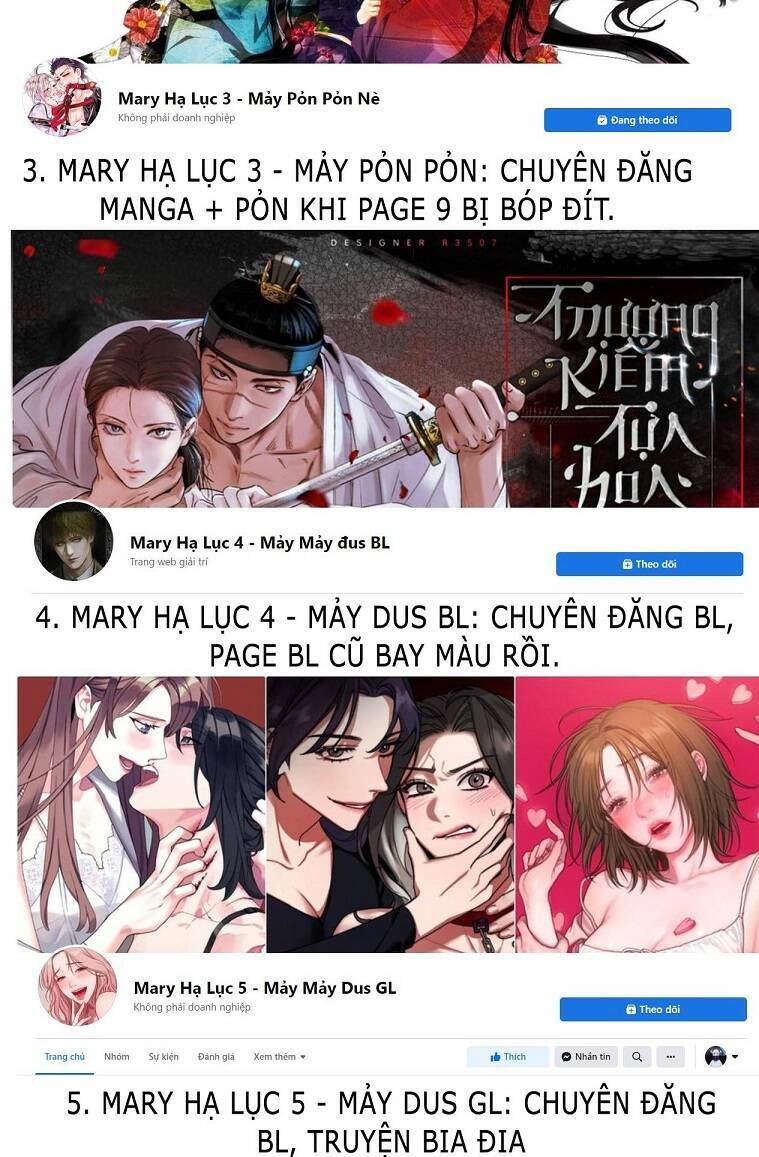 Mary Hạ Lục 3 - Mảy Pỏn Pỏn Nè
Không phải doanh nghiệp
Đang theo dõi
3. MARY HẠ LỤC 3 - MẢY PỎN PỎN: CHUYÊN ĐĂNG
MANGA + PỎN KHI PAGE 9 BỊ BÓP ĐÍT.
DESIGNER R3507
Trượng
Kiếm
Tựa
Hoa
Mary Hạ Lục 4 - Mảy Mảy đus BL
Trang web giải trí
Theo dõi
4. MARY HẠ LỤC 4 - MẢY DUS BL: CHUYÊN ĐĂNG BL,
PAGE BL CŨ BAY MÀU RỒI.
Mary Hạ Lục 5 - Mảy Mảy Dus GL
Không phải doanh nghiệp
Theo dõi
Trang chủ Nhóm Sự kiện Đánh giá Xem thêm Thích Nhắn tin
5. MARY HẠ LỤC 5 - MẢY DUS GL: CHUYÊN ĐĂNG
BL, TRUYỆN BIA ĐIA